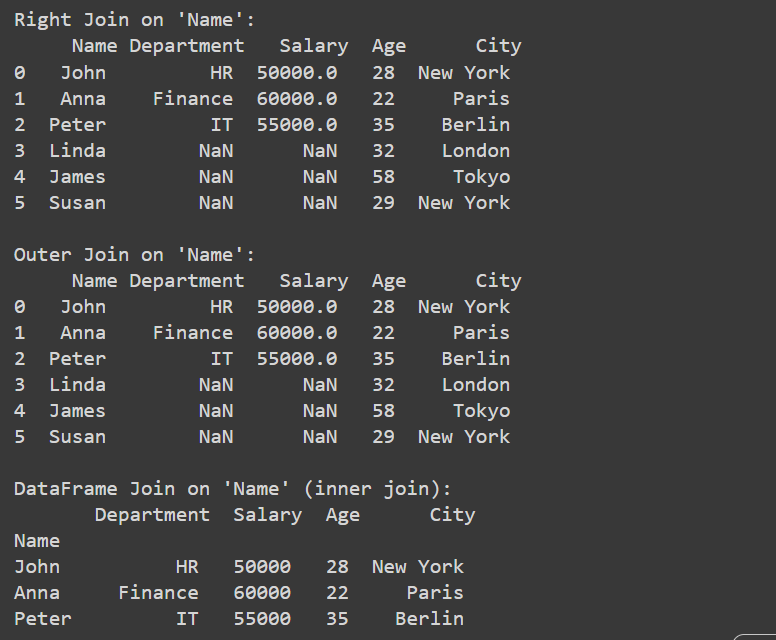 Right Join on 'Name':
     Name Department   Salary  Age      City
0   John         HR  50000.0   28  New York
1   Anna    Finance  60000.0   22     Paris
2  Peter         IT  55000.0   35    Berlin
3  Linda        NaN      NaN   32    London
4  James        NaN      NaN   58     Tokyo
5  Susan        NaN      NaN   29  New York

Outer Join on 'Name':
     Name Department   Salary  Age      City
0   John         HR  50000.0   28  New York
1   Anna    Finance  60000.0   22     Paris
2  Peter         IT  55000.0   35    Berlin
3  Linda        NaN      NaN   32    London
4  James        NaN      NaN   58     Tokyo
5  Susan        NaN      NaN   29  New York

DataFrame Join on 'Name' (inner join):
       Department  Salary  Age      City
Name
John          HR   50000   28  New York
Anna     Finance   60000   22     Paris
Peter         IT   55000   35    Berlin